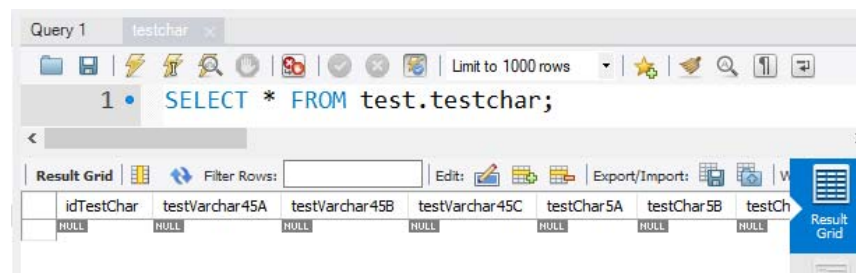 Query 1 testchar ×
Limit to 1000 rows
1 SELECT * FROM test.testchar;
Result Grid Filter Rows: Edit: Export/Import: W
idTestChar testVarchar45A testVarchar45B testVarchar45C testChar5A testChar5B testCh
NULL NULL NULL NULL NULL NULL NULL
Result
Grid